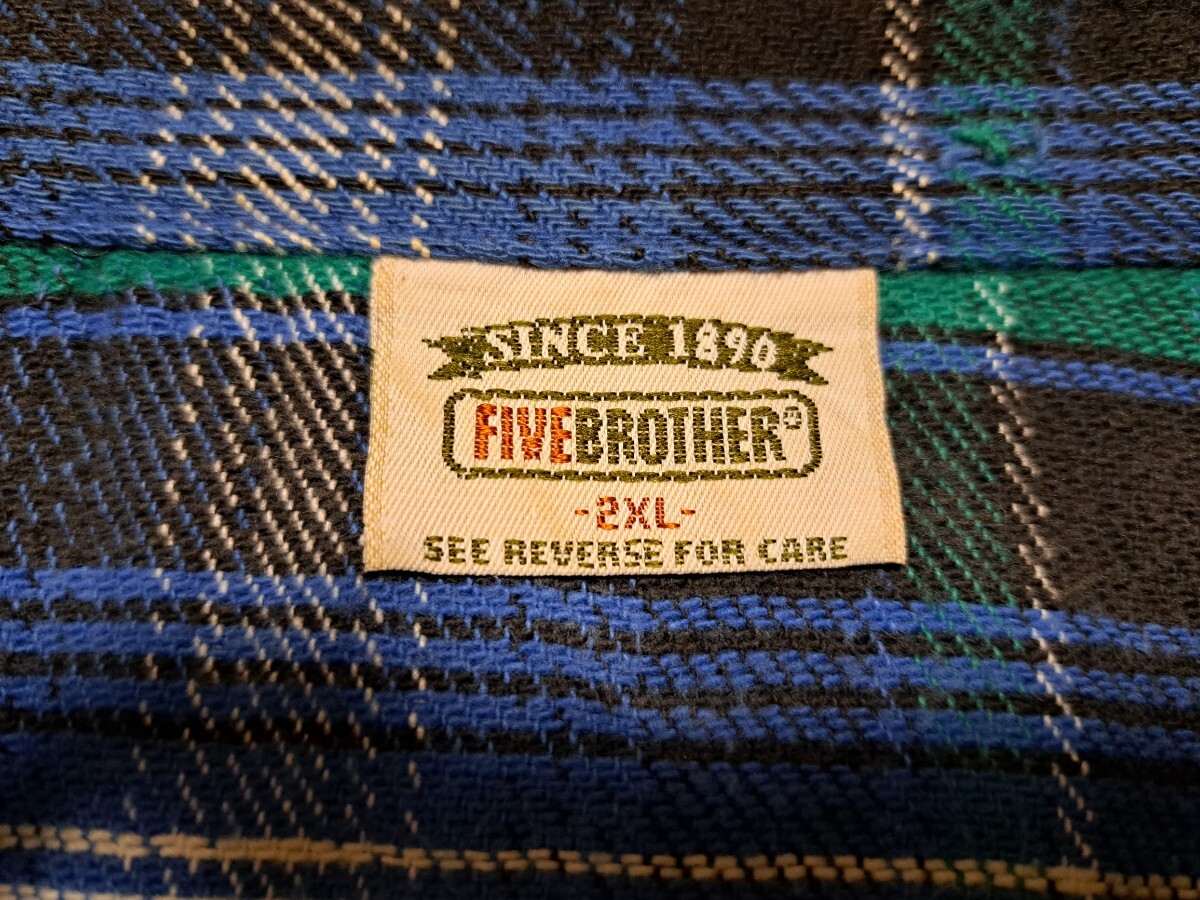 SINCE 1890
FIVEBROTHER®
-2XL-
SEE REVERSE FOR CARE